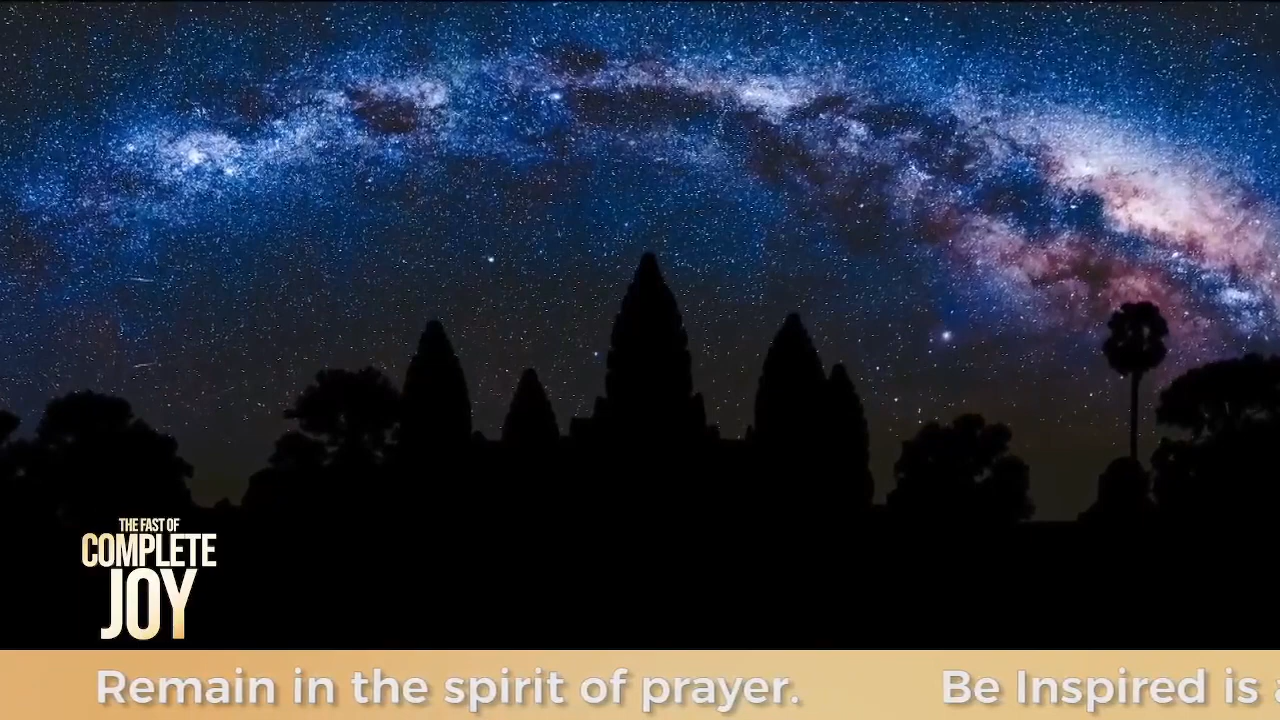 THE FAST OF
COMPLETE
JOY
Remain in the spirit of prayer. Be Inspired is